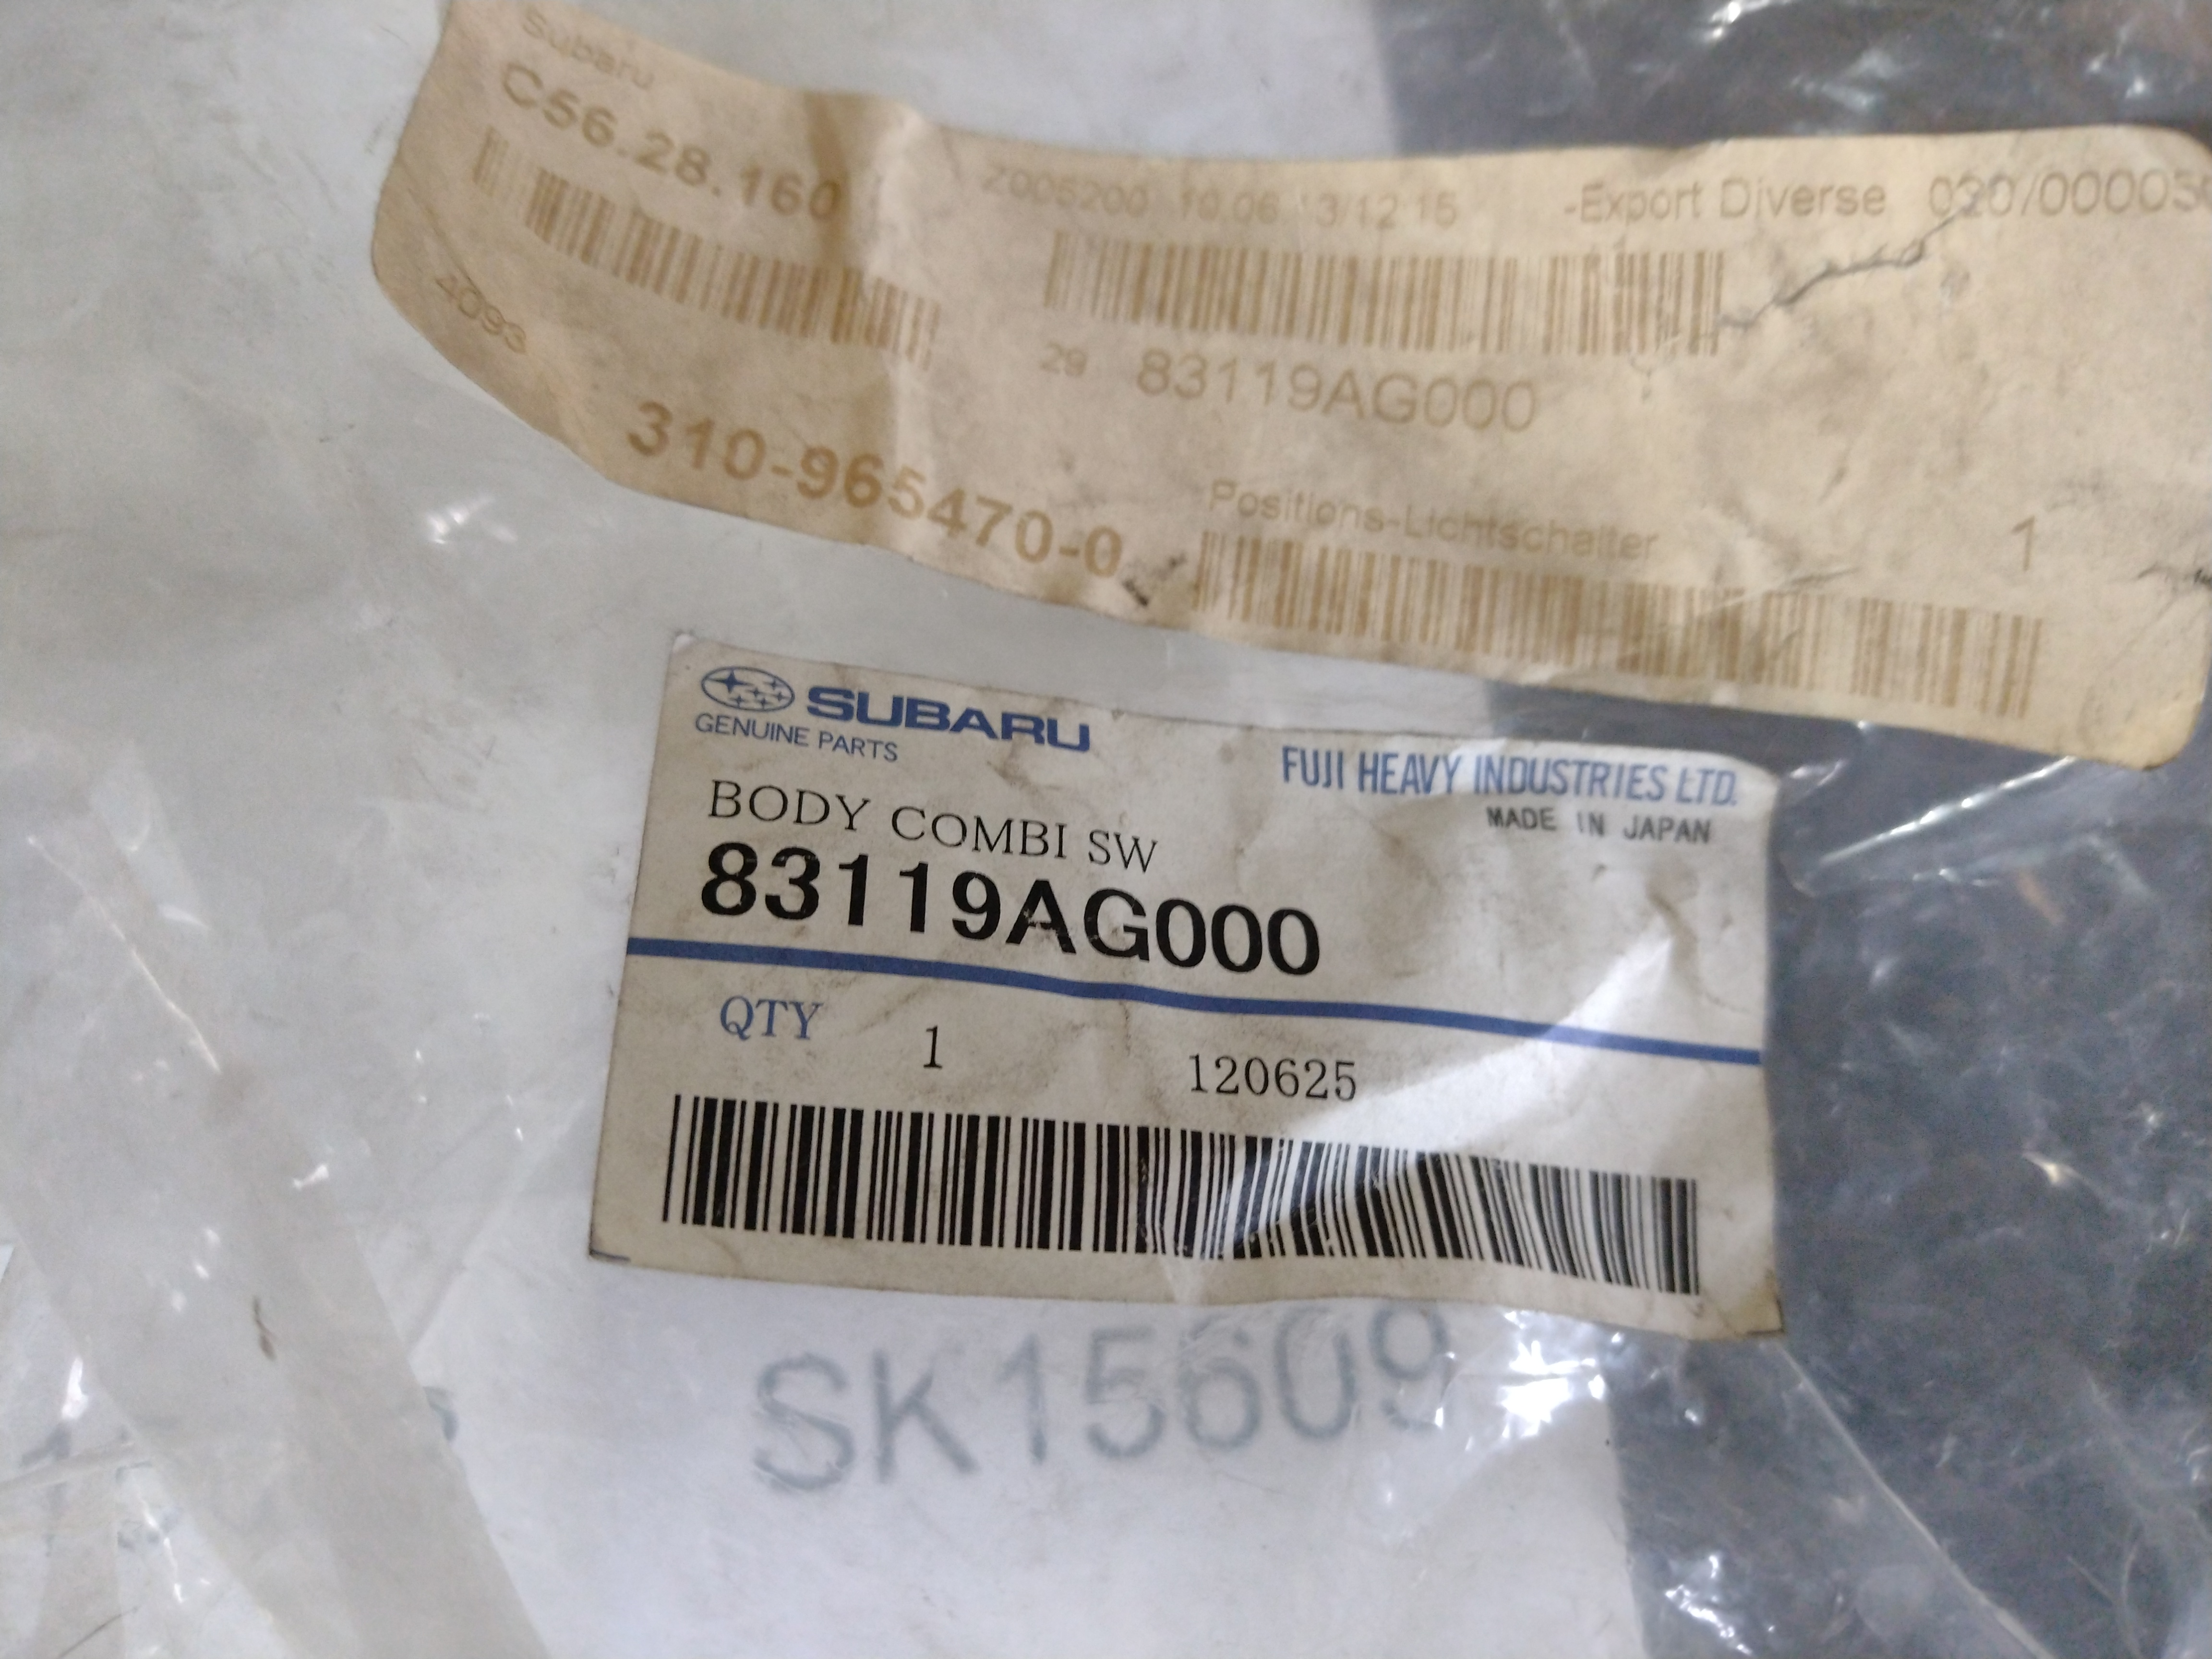 Subaru
C56.28.160
Z005200 10.06.13/12:15
-Export Diverse 020/00003
29 83119AG000
4093
310-965470-0
Positions-Lichtschalter
1
SUBARU
GENUINE PARTS
FUJI HEAVY INDUSTRIES LTD.
MADE IN JAPAN
BODY COMBI SW
83119AG000
QTY 1 120625
SK15609